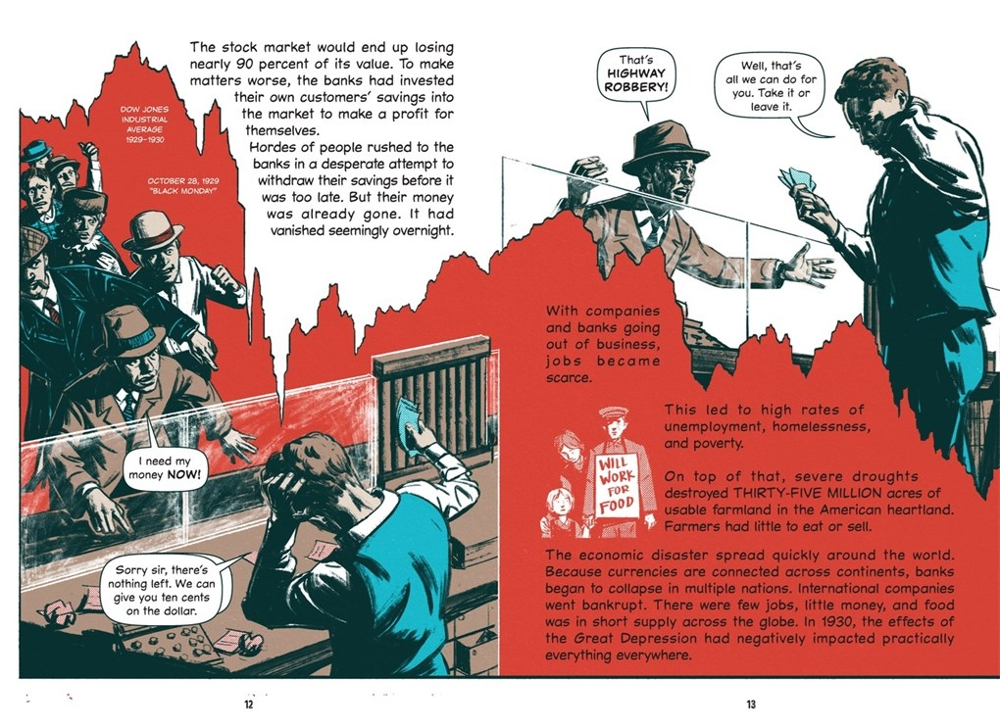 The stock market would end up losing
nearly 90 percent of its value. To make
matters worse, the banks had invested
their own customers' savings into
the market to make a profit for
themselves.
Hordes of people rushed to the
banks in a desperate attempt to
withdraw their savings before it
was too late. But their money
was already gone. It had
vanished seemingly overnight.
DOW JONES
INDUSTRIAL
AVERAGE
1929–1930
OCTOBER 28, 1929
"BLACK MONDAY"
I need my
money NOW!
Sorry sir, there's
nothing left. We can
give you ten cents
on the dollar.
12
That's
HIGHWAY
ROBBERY!
Well, that's
all we can do for
you. Take it or
leave it.
With companies
and banks going
out of business,
jobs became
scarce.
This led to high rates of
unemployment, homelessness,
and poverty.
WILL
WORK
FOR
FOOD
On top of that, severe droughts
destroyed THIRTY-FIVE MILLION acres of
usable farmland in the American heartland.
Farmers had little to eat or sell.
The economic disaster spread quickly around the world.
Because currencies are connected across continents, banks
began to collapse in multiple nations. International companies
went bankrupt. There were few jobs, little money, and food
was in short supply across the globe. In 1930, the effects of
the Great Depression had negatively impacted practically
everything everywhere.
13